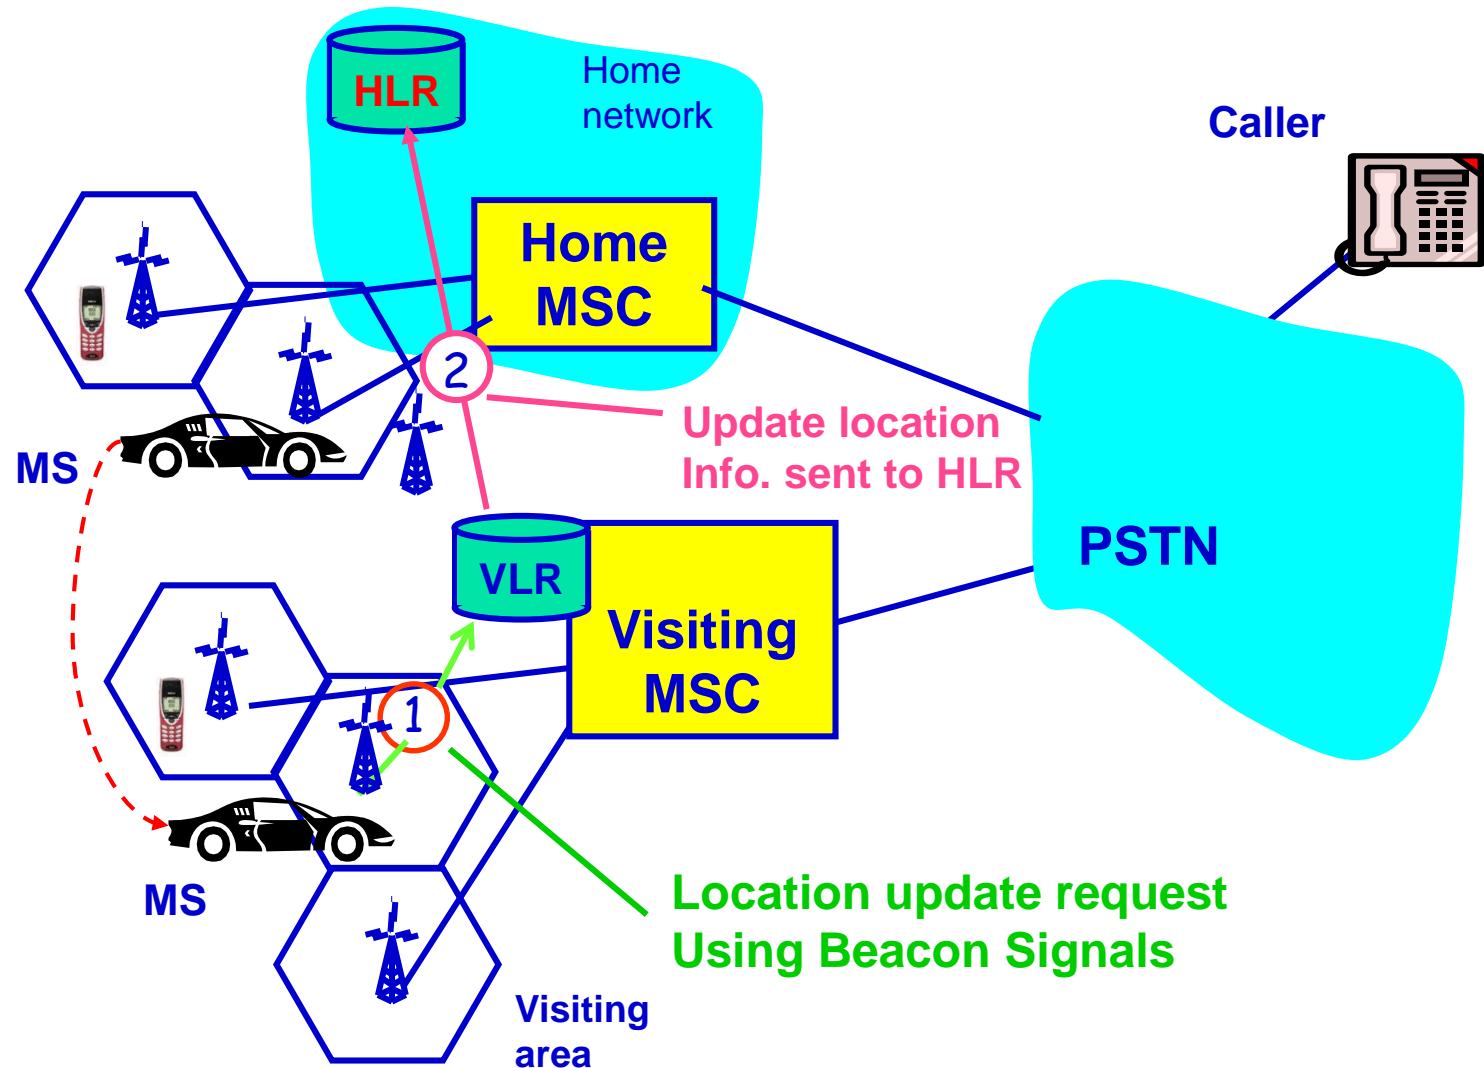 HLR
Home
network
Caller
Home
MSC
2
Update location
Info. sent to HLR
MS
PSTN
VLR
Visiting
MSC
1
MS
Location update request
Using Beacon Signals
Visiting
area